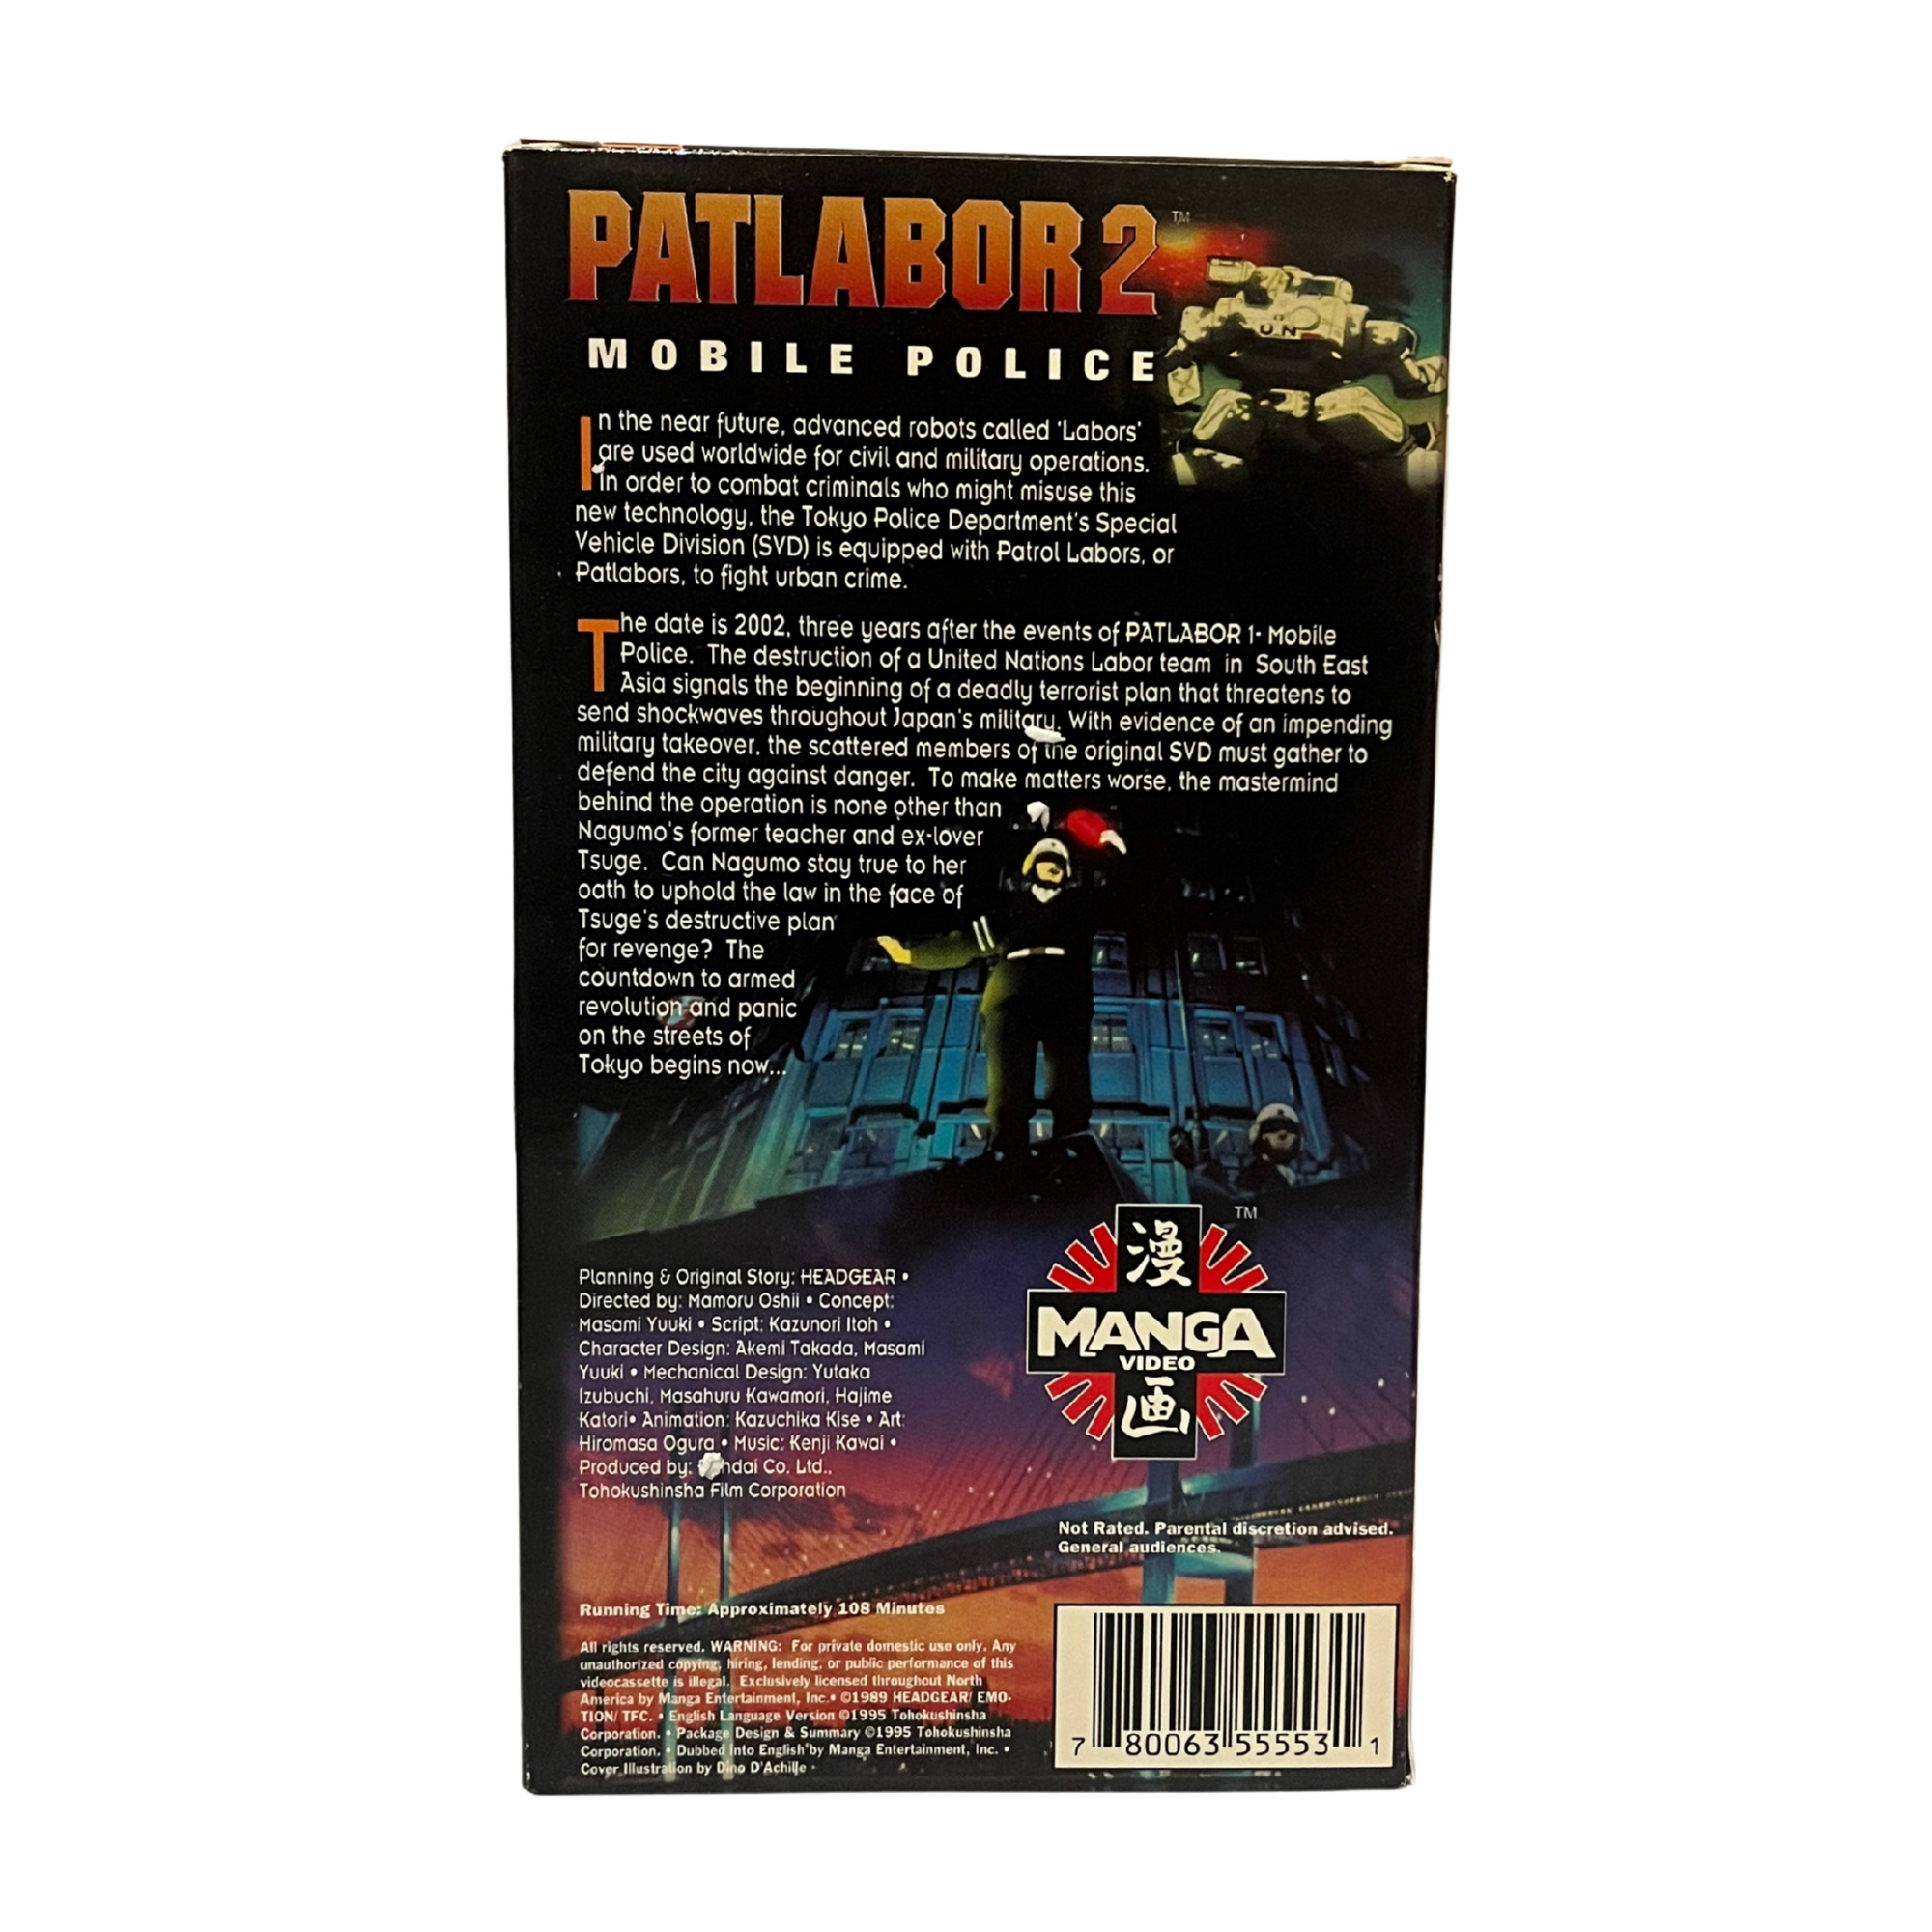 PATLABOR 2 ™
UN
MOBILE POLICE
In the near future, advanced robots called 'Labors'
are used worldwide for civil and military operations.
In order to combat criminals who might misuse this
new technology, the Tokyo Police Department's Special
Vehicle Division (SVD) is equipped with Patrol Labors, or
Patlabors, to fight urban crime.
The date is 2002, three years after the events of PATLABOR 1- Mobile
Police. The destruction of a United Nations Labor team in South East
Asia signals the beginning of a deadly terrorist plan that threatens to
send shockwaves throughout Japan's military. With evidence of an impending
military takeover, the scattered members of the original SVD must gather to
defend the city against danger. To make matters worse, the mastermind
behind the operation is none other than
Nagumo's former teacher and ex-lover
Tsuge. Can Nagumo stay true to her
oath to uphold the law in the face of
Tsuge's destructive plan
for revenge? The
countdown to armed
revolution and panic
on the streets of
Tokyo begins now...
TM
漫
MANGA
VIDEO
画
Planning & Original Story: HEADGEAR •
Directed by: Mamoru Oshii • Concept:
Masami Yuuki • Script: Kazunori Itoh •
Character Design: Akemi Takada, Masami
Yuuki • Mechanical Design: Yutaka
Izubuchi, Masahuru Kawamori, Hajime
Katori• Animation: Kazuchika Kise • Art:
Hiromasa Ogura • Music: Kenji Kawai •
Produced by: Bandai Co. Ltd.,
Tohokushinsha Film Corporation
Not Rated. Parental discretion advised.
General audiences.
Running Time: Approximately 108 Minutes
All rights reserved. WARNING: For private domestic use only. Any
unauthorized copying, hiring, lending, or public performance of this
videocassette is illegal. Exclusively licensed throughout North
America by Manga Entertainment, Inc.• ©1989 HEADGEAR/ EMO-
TION/ TFC. • English Language Version ©1995 Tohokushinsha
Corporation. • Package Design & Summary ©1995 Tohokushinsha
Corporation. • Dubbed into English by Manga Entertainment, Inc. •
Cover Illustration by Dino D'Achille •
7 80063 55553 1